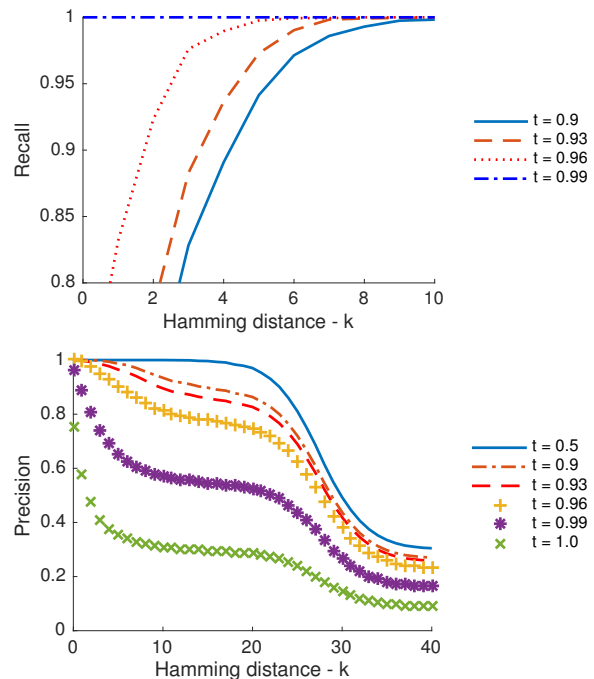 1
0.95
0.9
0.85
0.8
Recall
0 2 4 6 8 10
Hamming distance - k
t = 0.9
t = 0.93
t = 0.96
t = 0.99
1
0.8
0.6
0.4
0.2
0
Precision
0 10 20 30 40
Hamming distance - k
t = 0.5
t = 0.9
t = 0.93
t = 0.96
t = 0.99
t = 1.0